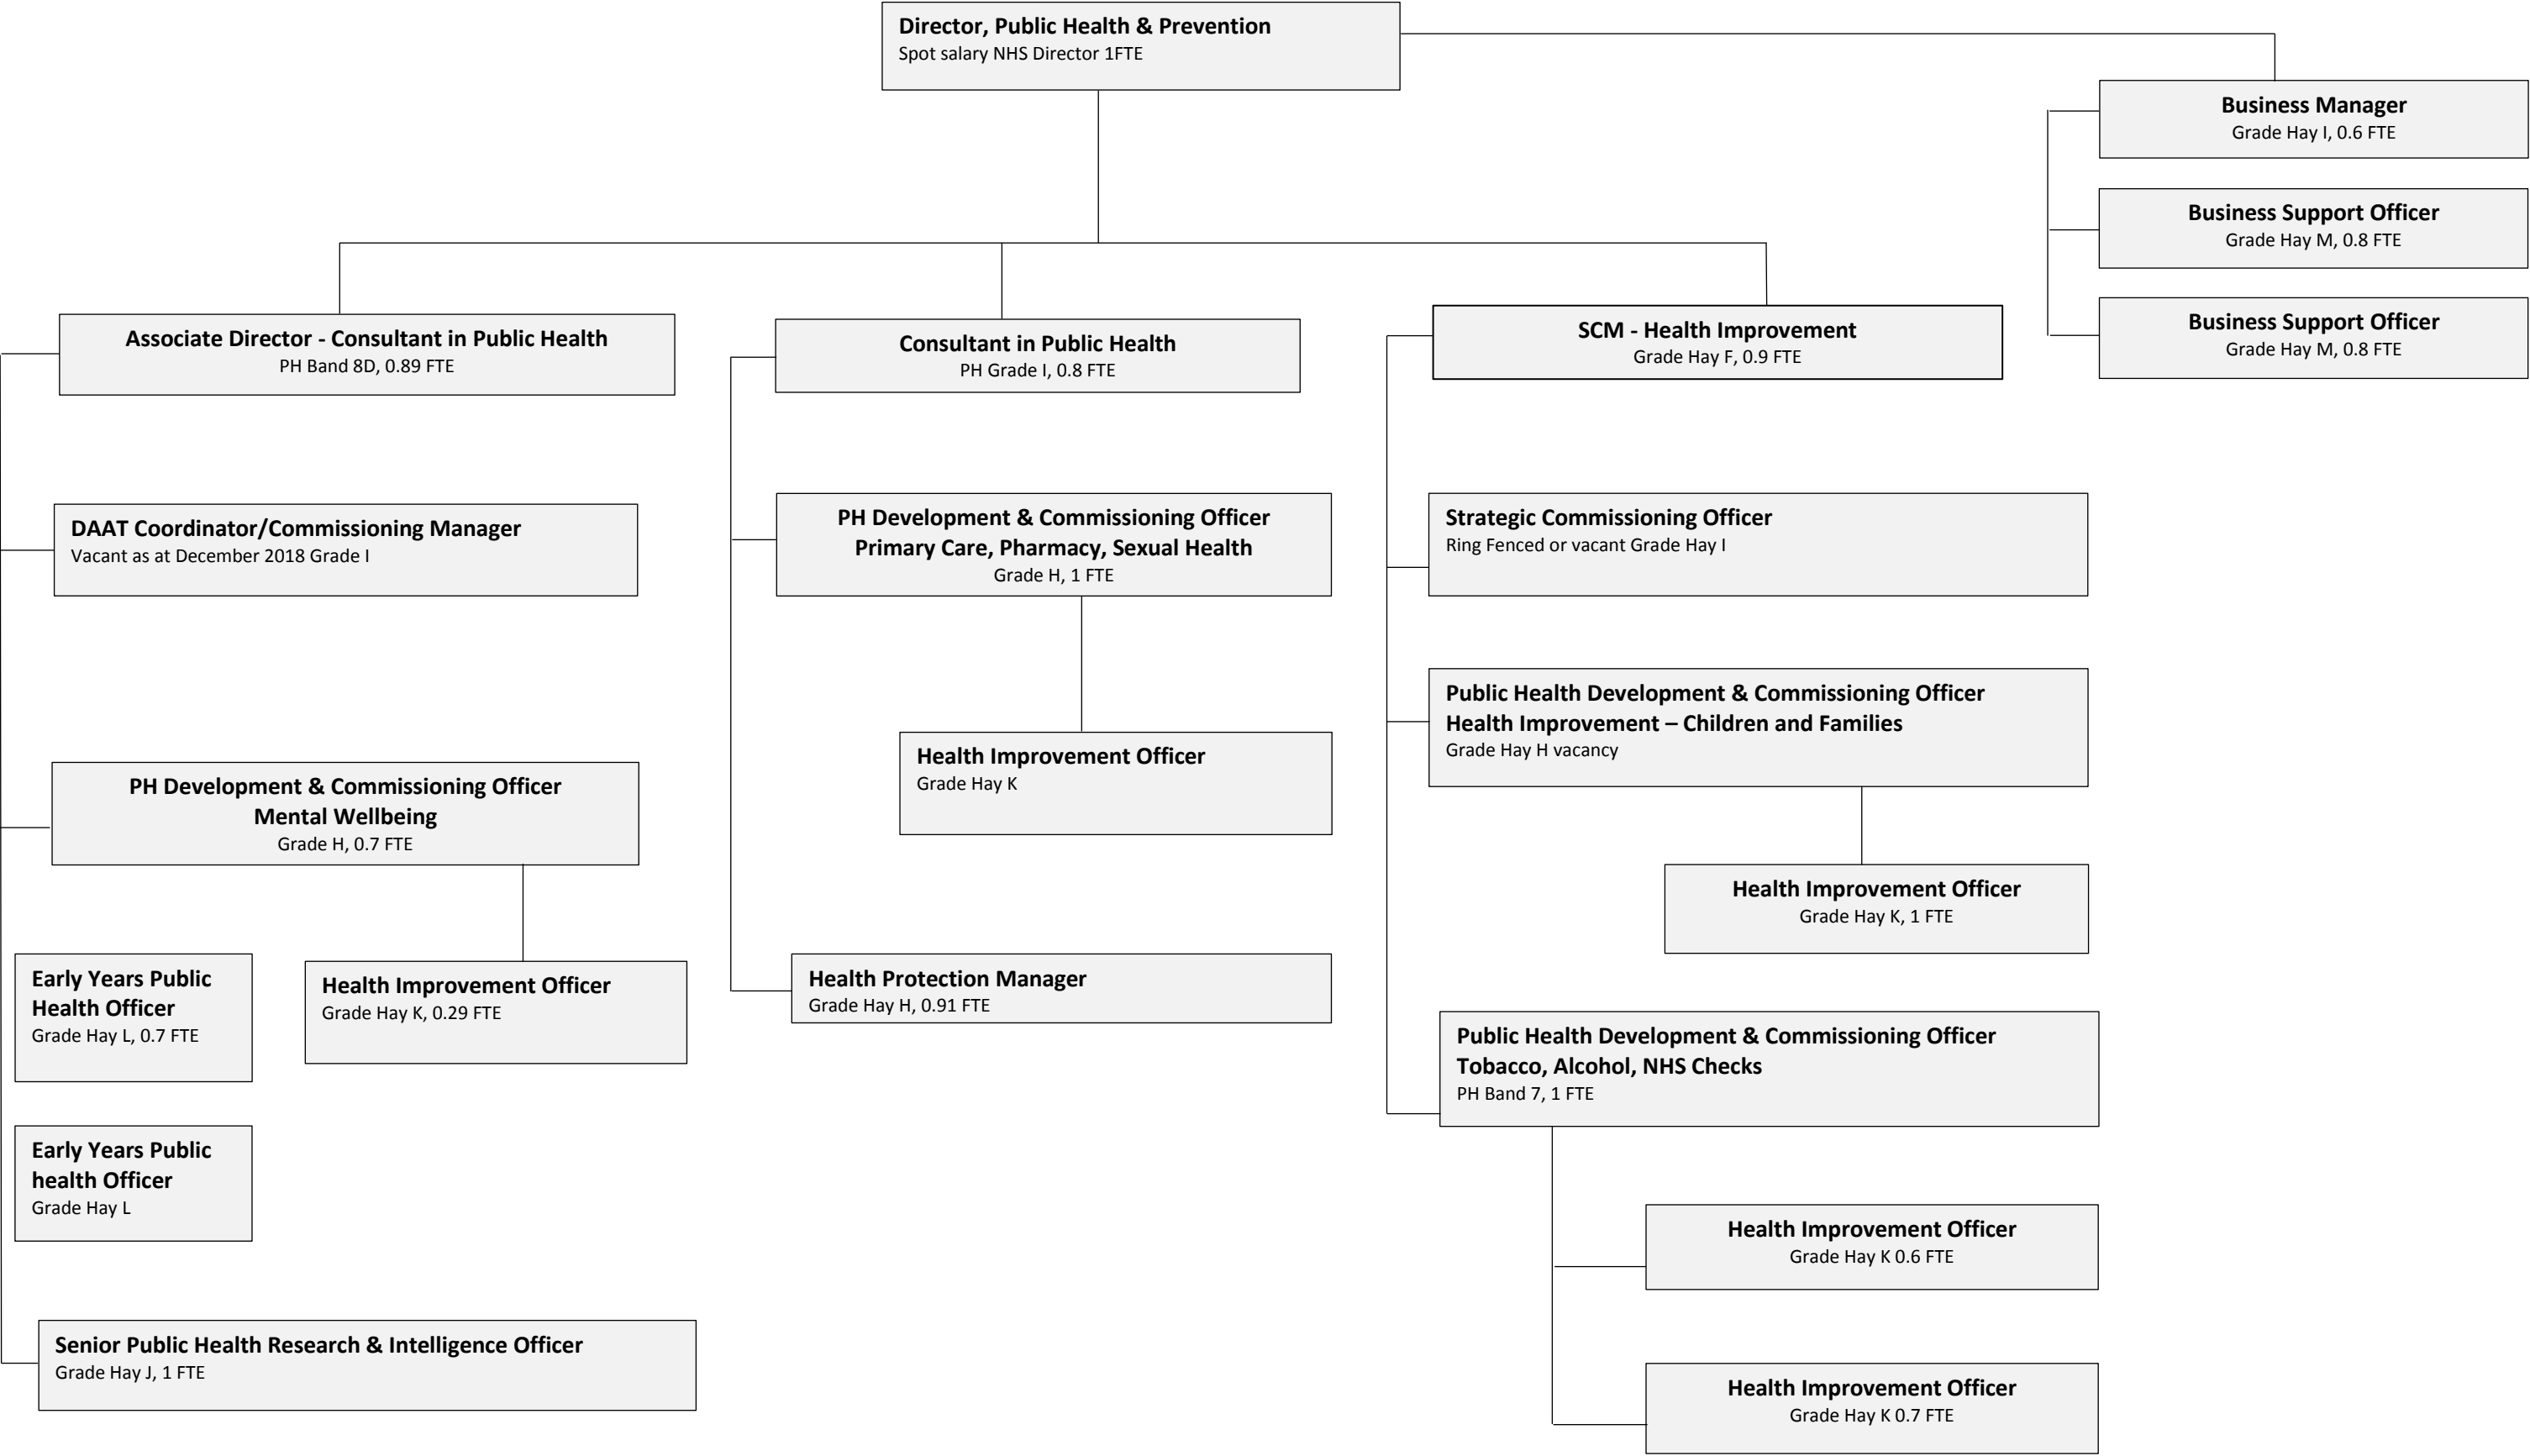 Director, Public Health & Prevention
Spot salary NHS Director 1FTE
Business Manager
Grade Hay I, 0.6 FTE
Business Support Officer
Grade Hay M, 0.8 FTE
Business Support Officer
Grade Hay M, 0.8 FTE
Associate Director - Consultant in Public Health
PH Band 8D, 0.89 FTE
DAAT Coordinator/Commissioning Manager
Vacant as at December 2018 Grade I
PH Development & Commissioning Officer
Mental Wellbeing
Grade H, 0.7 FTE
Early Years Public
Health Officer
Grade Hay L, 0.7 FTE
Health Improvement Officer
Grade Hay K, 0.29 FTE
Early Years Public
health Officer
Grade Hay L
Senior Public Health Research & Intelligence Officer
Grade Hay J, 1 FTE
Consultant in Public Health
PH Grade I, 0.8 FTE
PH Development & Commissioning Officer
Primary Care, Pharmacy, Sexual Health
Grade H, 1 FTE
Health Improvement Officer
Grade Hay K
Health Protection Manager
Grade Hay H, 0.91 FTE
SCM - Health Improvement
Grade Hay F, 0.9 FTE
Strategic Commissioning Officer
Ring Fenced or vacant Grade Hay I
Public Health Development & Commissioning Officer
Health Improvement – Children and Families
Grade Hay H vacancy
Health Improvement Officer
Grade Hay K, 1 FTE
Public Health Development & Commissioning Officer
Tobacco, Alcohol, NHS Checks
PH Band 7, 1 FTE
Health Improvement Officer
Grade Hay K 0.6 FTE
Health Improvement Officer
Grade Hay K 0.7 FTE